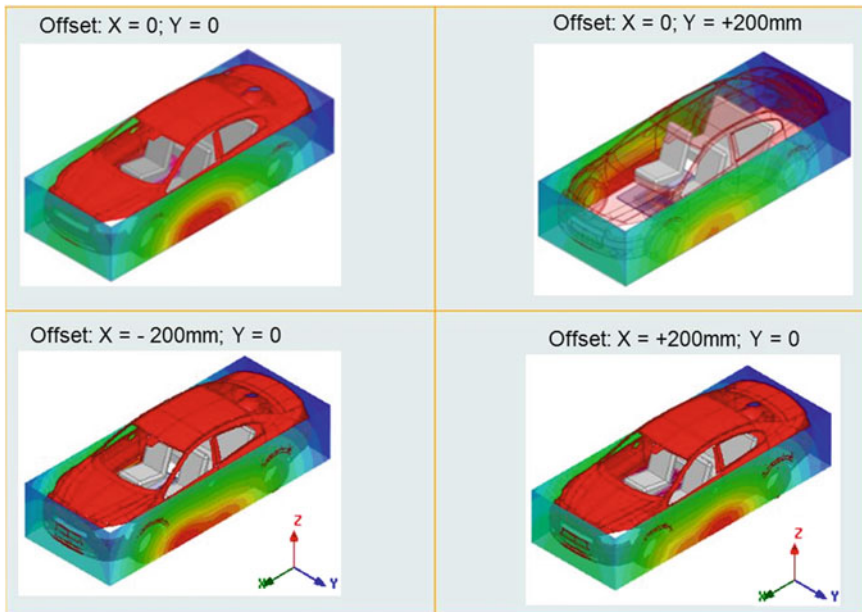 Offset: X = 0; Y = 0
Offset: X = 0; Y = +200mm
Offset: X = - 200mm; Y = 0
Offset: X = +200mm; Y = 0
Z
X
Y
Z
X
Y